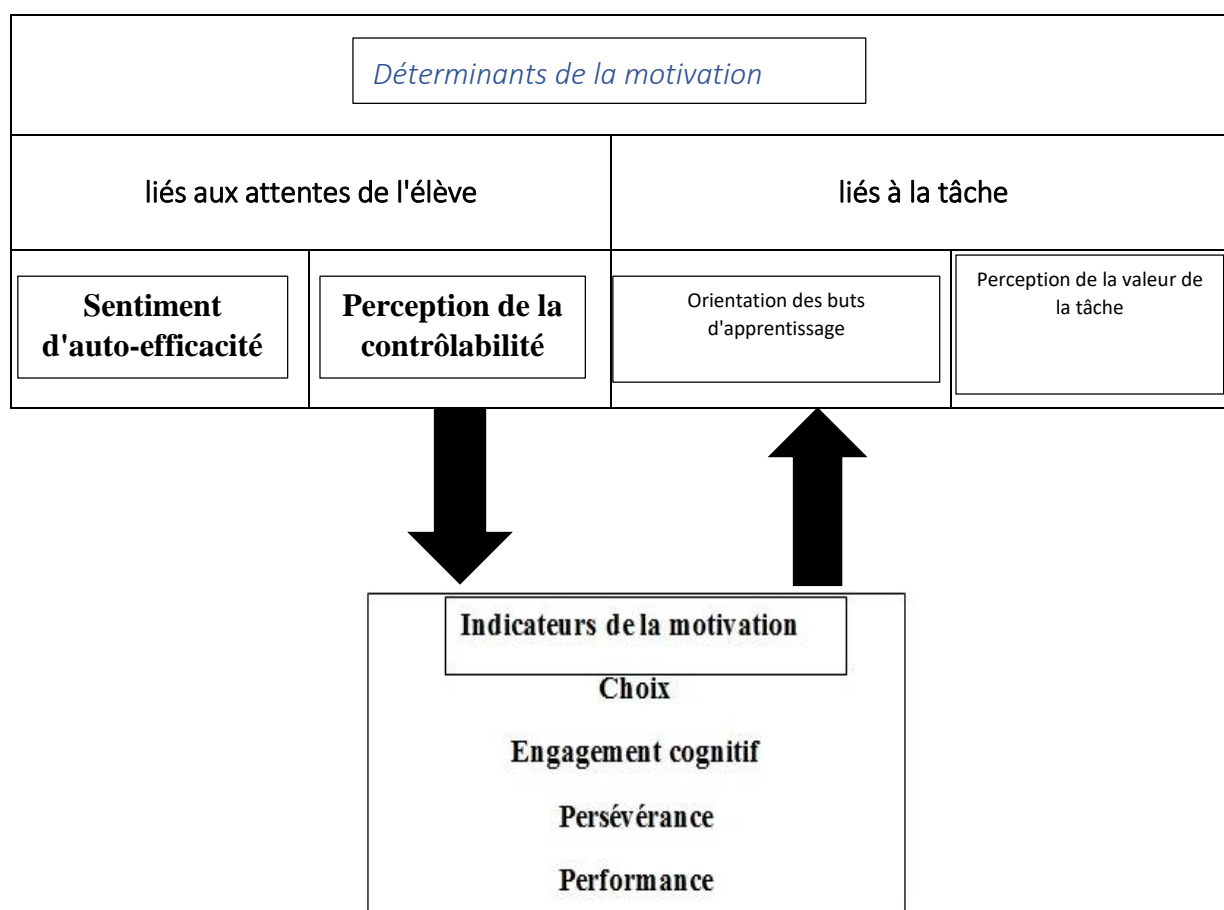 Déterminants de la motivation
liés aux attentes de l'élève
liés à la tâche
Sentiment
d'auto-efficacité
Perception de la
contrôlabilité
Orientation des buts
d'apprentissage
Perception de la valeur de
la tâche
Indicateurs de la motivation
Choix
Engagement cognitif
Persévérance
Performance